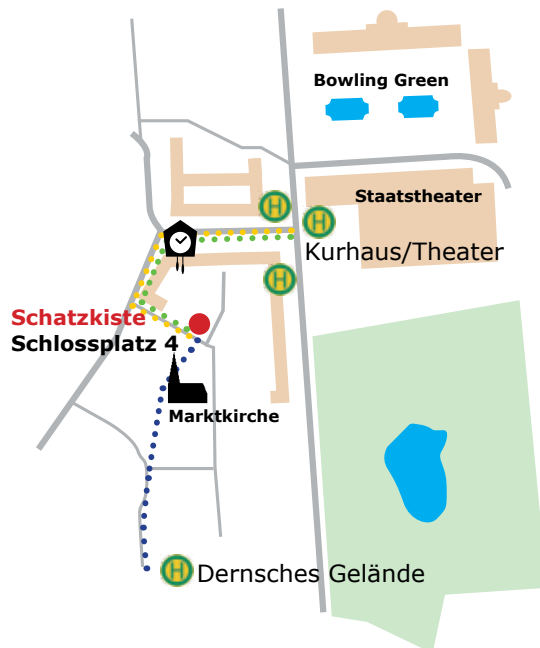 Bowling Green
Staatstheater
H
H
Kurhaus/Theater
H
Schatzkiste
Schlossplatz 4
Marktkirche
H
Dernsches Gelände